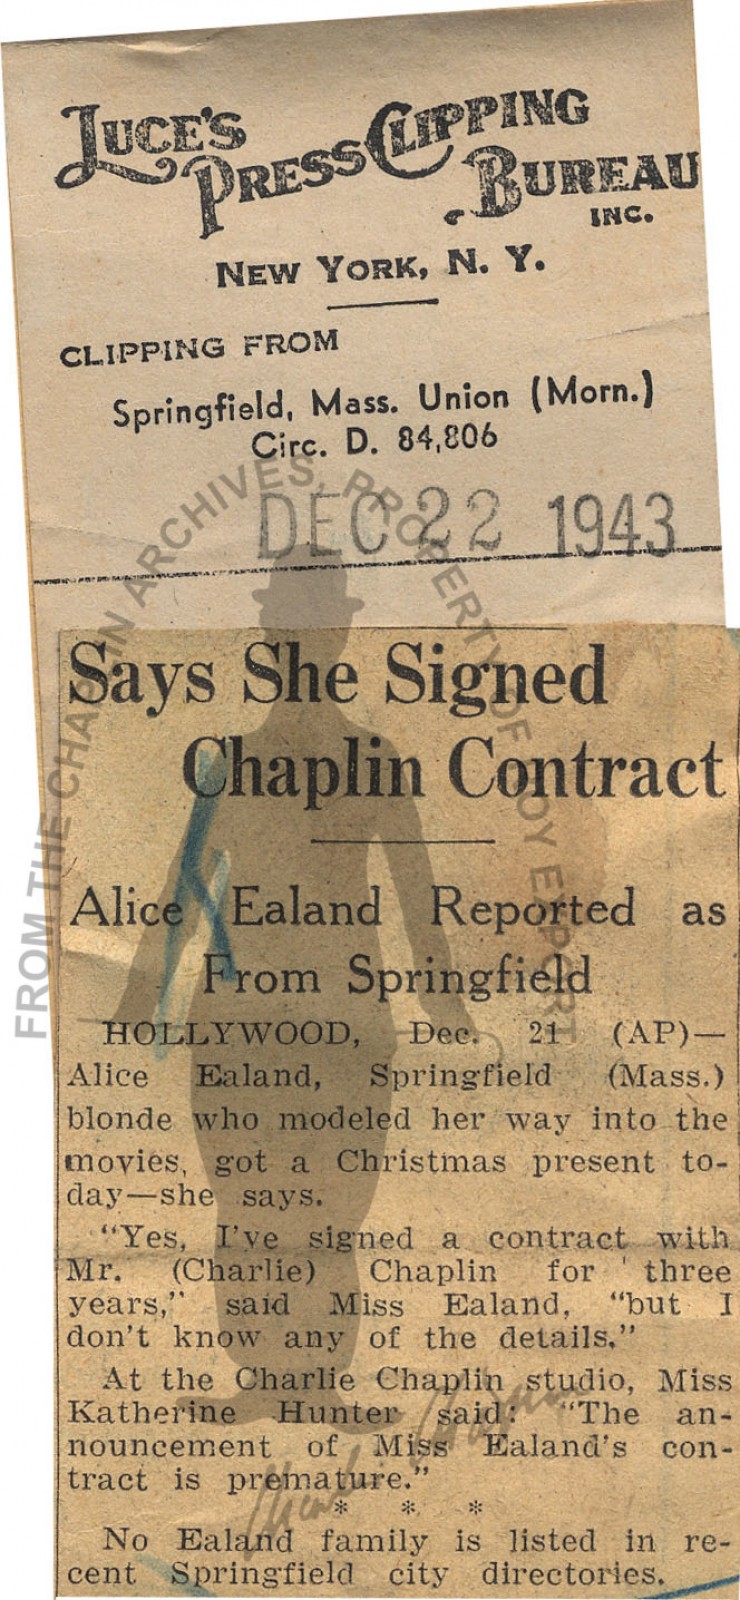 LUCE'S
PRESS CLIPPING
BUREAU
INC.
NEW YORK, N. Y.
CLIPPING FROM
Springfield, Mass. Union (Morn.)
Circ. D. 84,806
DEC 22 1943
FROM THE CHAPLIN ARCHIVES, PROPERTY OF ROY EXPORT
Says She Signed
Chaplin Contract
Alice Ealand Reported as
From Springfield
HOLLYWOOD, Dec. 21 (AP)—
Alice Ealand, Springfield (Mass.)
blonde who modeled her way into the
movies, got a Christmas present to-
day—she says.
"Yes, I've signed a contract with
Mr. (Charlie) Chaplin for three
years," said Miss Ealand, "but I
don't know any of the details."
At the Charlie Chaplin studio, Miss
Katherine Hunter said: "The an-
nouncement of Miss Ealand's con-
tract is premature."
* * *
No Ealand family is listed in re-
cent Springfield city directories.